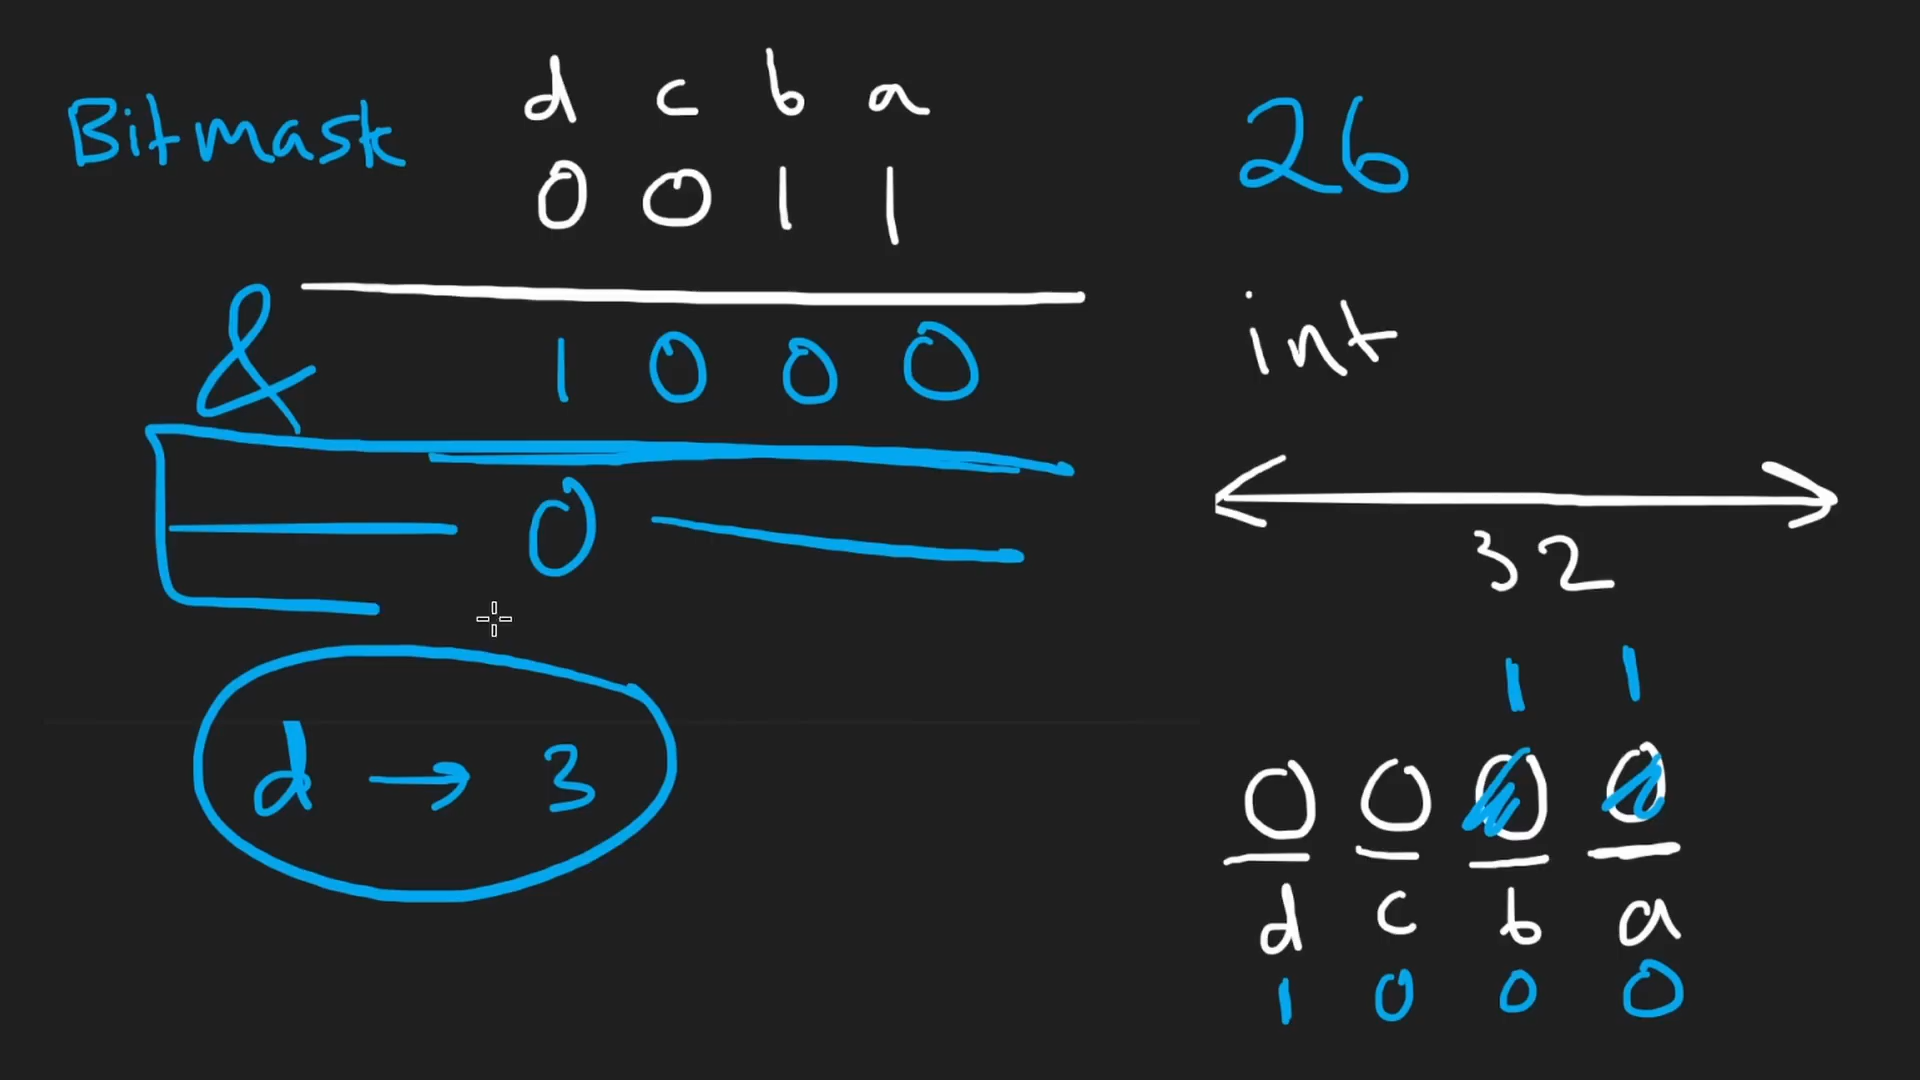 Bitmask
d c b a
0 0 1 1
& 1 0 0 0
0
d → 3
26
int
32
1 1
0 0 0 0
d c b a
1 0 0 0